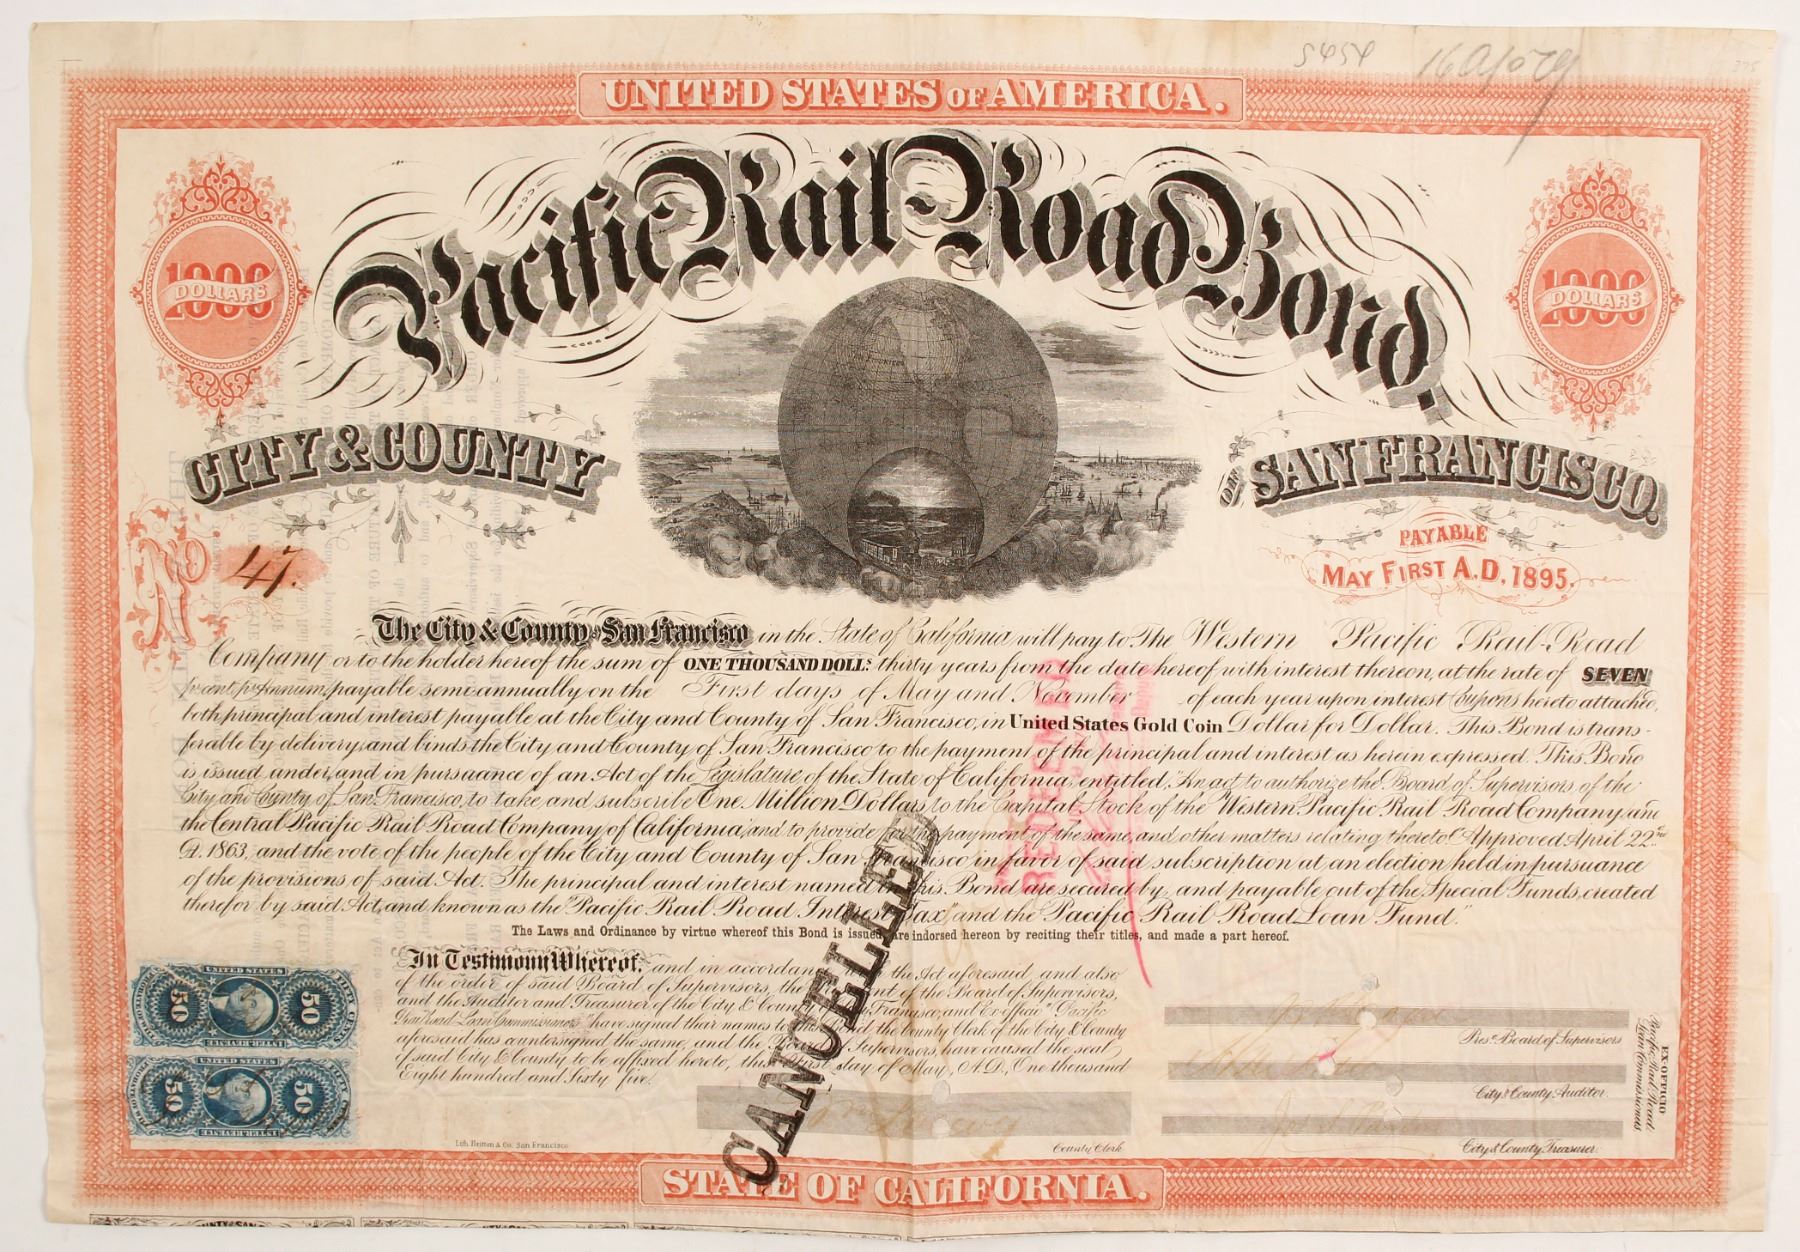 5454
UNITED STATES OF AMERICA.
Pacific Rail Road Bond.
1000
DOLLARS
1000
DOLLARS
CITY & COUNTY OF SAN FRANCISCO.
PAYABLE
MAY FIRST A.D. 1895.
No 47.
The City & County of San Francisco in the State of California will pay to The Western Pacific Rail-Road
Company or to the holder hereof the sum of ONE THOUSAND DOLL: thirty years from the date hereof with interest thereon, at the rate of SEVEN
pr cent pr Annum, payable semi annually on the First days of May and November of each year upon interest Coupons hereto attached,
both principal and interest payable at the City and County of San Francisco, in United States Gold Coin Dollar for Dollar. This Bond is trans-
ferable by delivery, and binds the City and County of San Francisco to the payment of the principal and interest as herein expressed. This Bond
is issued under, and in pursuance of an Act of the Legislature of the State of California, entitled, "An act to authorize the Board of Supervisors of the
City and County of San Francisco, to take and subscribe One Million Dollars to the Capital Stock of the Western Pacific Rail Road Company, and
the Central Pacific Rail Road Company of California, and to provide for the payment of the same, and other matters relating thereto." Approved April 22nd
A. 1863, and the vote of the people of the City and County of San Francisco in favor of said subscription at an election held in pursuance
of the provisions of said Act. The principal and interest named in this Bond are secured by, and payable out of the Special Funds, created
therefor by said Act, and known as the "Pacific Rail Road Interest Tax", and the "Pacific Rail Road Loan Fund."
The Laws and Ordinance by virtue whereof this Bond is issued, are indorsed hereon by reciting their titles, and made a part hereof.
REDEEMED
CANCELLED
In Testimony Whereof, and in accordance with the Act aforesaid, and also
of the order of said Board of Supervisors, the President of the Board of Supervisors,
and the Auditor and Treasurer of the City & County of San Francisco, and Ex officio "Pacific
Rail Road Loan Commissioners" have signed their names to this Bond the County Clerk of the City & County
aforesaid has countersigned the same, and the Board of Supervisors, have caused the seal
of said City & County to be affixed hereto, this First day of May, A.D. One thousand
Eight hundred and Sixty five.
UNITED STATES
50 50
FIFTY CENTS
INTER. REVENUE
UNITED STATES
50 50
FIFTY CENTS
INTER. REVENUE
Pres.t Board of Supervisors
City & County Auditor.
City & County Treasurer.
EX-OFFICIO
Pacific Rail Road
Loan Commissioners
County Clerk
Lith. Britton & Co. San Francisco
STATE OF CALIFORNIA.